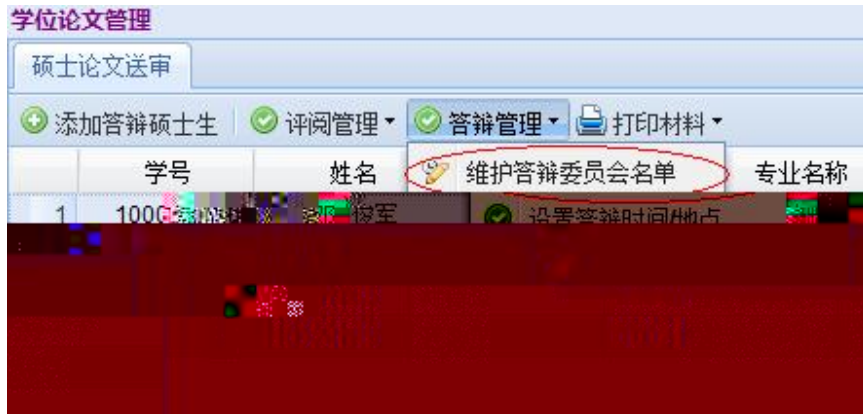 学位论文管理
硕士论文送审
添加答辩硕士生 评阅管理 答辩管理 打印材料
学号 姓名 维护答辩委员会名单 专业名称
1 1000 俊军 设置答辩时间/地点